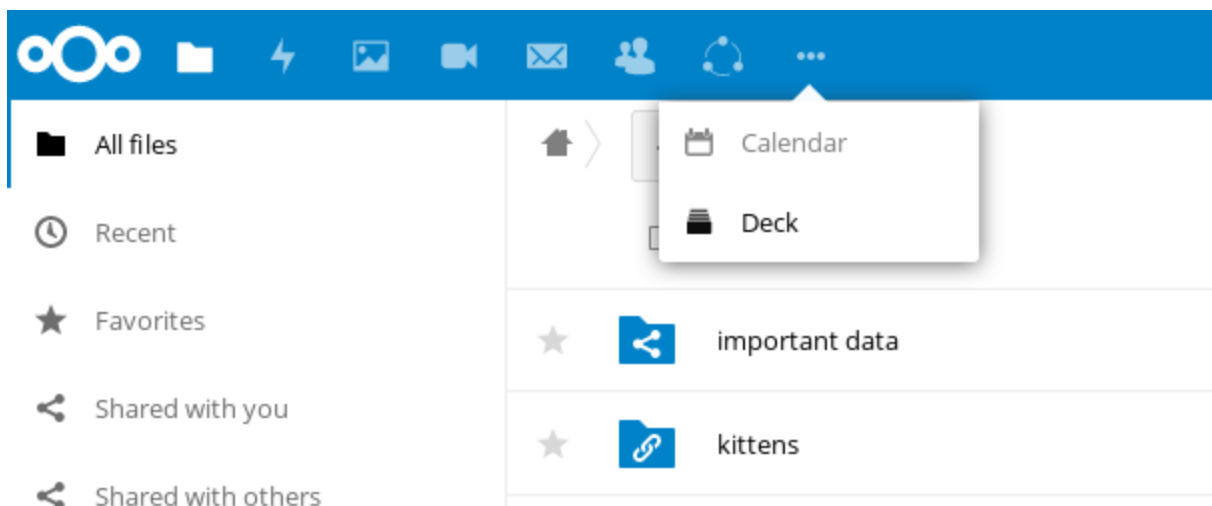 All files
Recent
Favorites
Shared with you
Shared with others
Calendar
Deck
important data
kittens